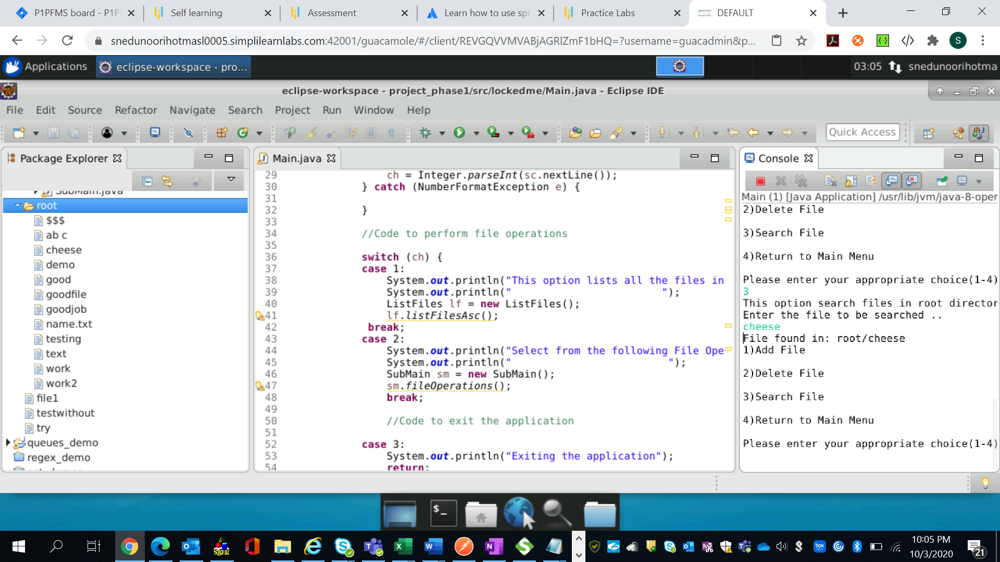 P1PFMS board - P1P
Self learning
Assessment
Learn how to use spr
Practice Labs
DEFAULT
snedunoorihotmasl0005.simplilearnlabs.com:42001/guacamole/#/client/REVGQVVMVABjAGRlZmF1bHQ=?username=guacadmin&p...
S
Applications
eclipse-workspace - pro...
03:05
snedunoorihotma
eclipse-workspace - project_phase1/src/lockedme/Main.java - Eclipse IDE
File Edit Source Refactor Navigate Search Project Run Window Help
Quick Access
Package Explorer
SubMain.java
root
$$$
ab c
cheese
demo
good
goodfile
goodjob
name.txt
testing
text
work
work2
file1
testwithout
try
queues_demo
regex_demo
Main.java
29 ch = Integer.parseInt(sc.nextLine());
30 } catch (NumberFormatException e) {
31
32 }
33
34 //Code to perform file operations
35
36 switch (ch) {
37 case 1:
38 System.out.println("This option lists all the files in
39 System.out.println(" ");
40 ListFiles lf = new ListFiles();
41 lf.listFilesAsc();
42 break;
43 case 2:
44 System.out.println("Select from the following File Ope
45 System.out.println(" ");
46 SubMain sm = new SubMain();
47 sm.fileOperations();
48 break;
49
50 //Code to exit the application
51
52 case 3:
53 System.out.println("Exiting the application");
54 return;
Console
Main (1) [Java Application] /usr/lib/jvm/java-8-oper
2)Delete File
3)Search File
4)Return to Main Menu
Please enter your appropriate choice(1-4)
3
This option search files in root director
Enter the file to be searched ..
cheese
File found in: root/cheese
1)Add File
2)Delete File
3)Search File
4)Return to Main Menu
Please enter your appropriate choice(1-4)
10:05 PM
10/3/2020
21